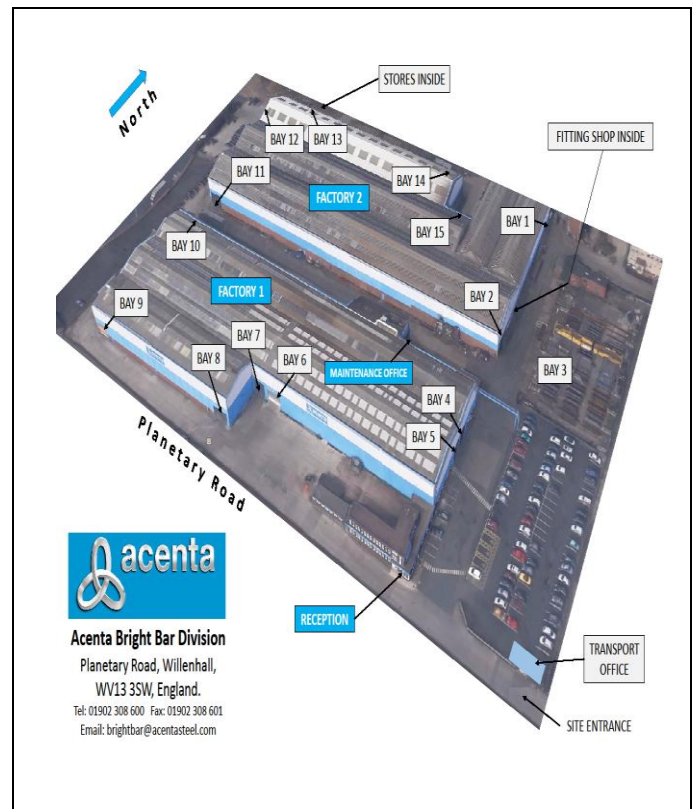 STORES INSIDE
North
FITTING SHOP INSIDE
BAY 12
BAY 13
BAY 14
BAY 11
FACTORY 2
BAY 1
BAY 15
BAY 10
FACTORY 1
BAY 2
BAY 9
BAY 7
BAY 8
BAY 6
MAINTENANCE OFFICE
BAY 3
BAY 4
BAY 5
Planetary Road
acenta
RECEPTION
Acenta Bright Bar Division
Planetary Road, Willenhall,
WV13 3SW, England.
Tel: 01902 308 600 Fax: 01902 308 601
Email: brightbar@acentasteel.com
TRANSPORT
OFFICE
SITE ENTRANCE